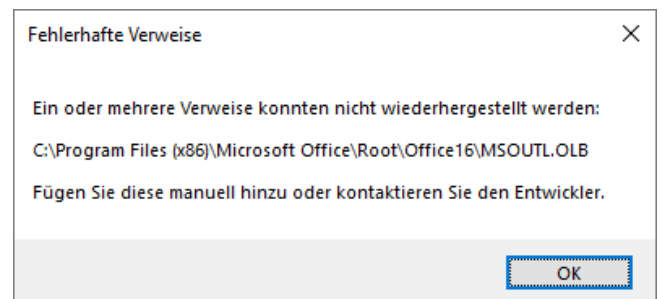 Fehlerhafte Verweise
Ein oder mehrere Verweise konnten nicht wiederhergestellt werden:
C:\Program Files (x86)\Microsoft Office\Root\Office16\MSOUTL.OLB
Fügen Sie diese manuell hinzu oder kontaktieren Sie den Entwickler.
OK